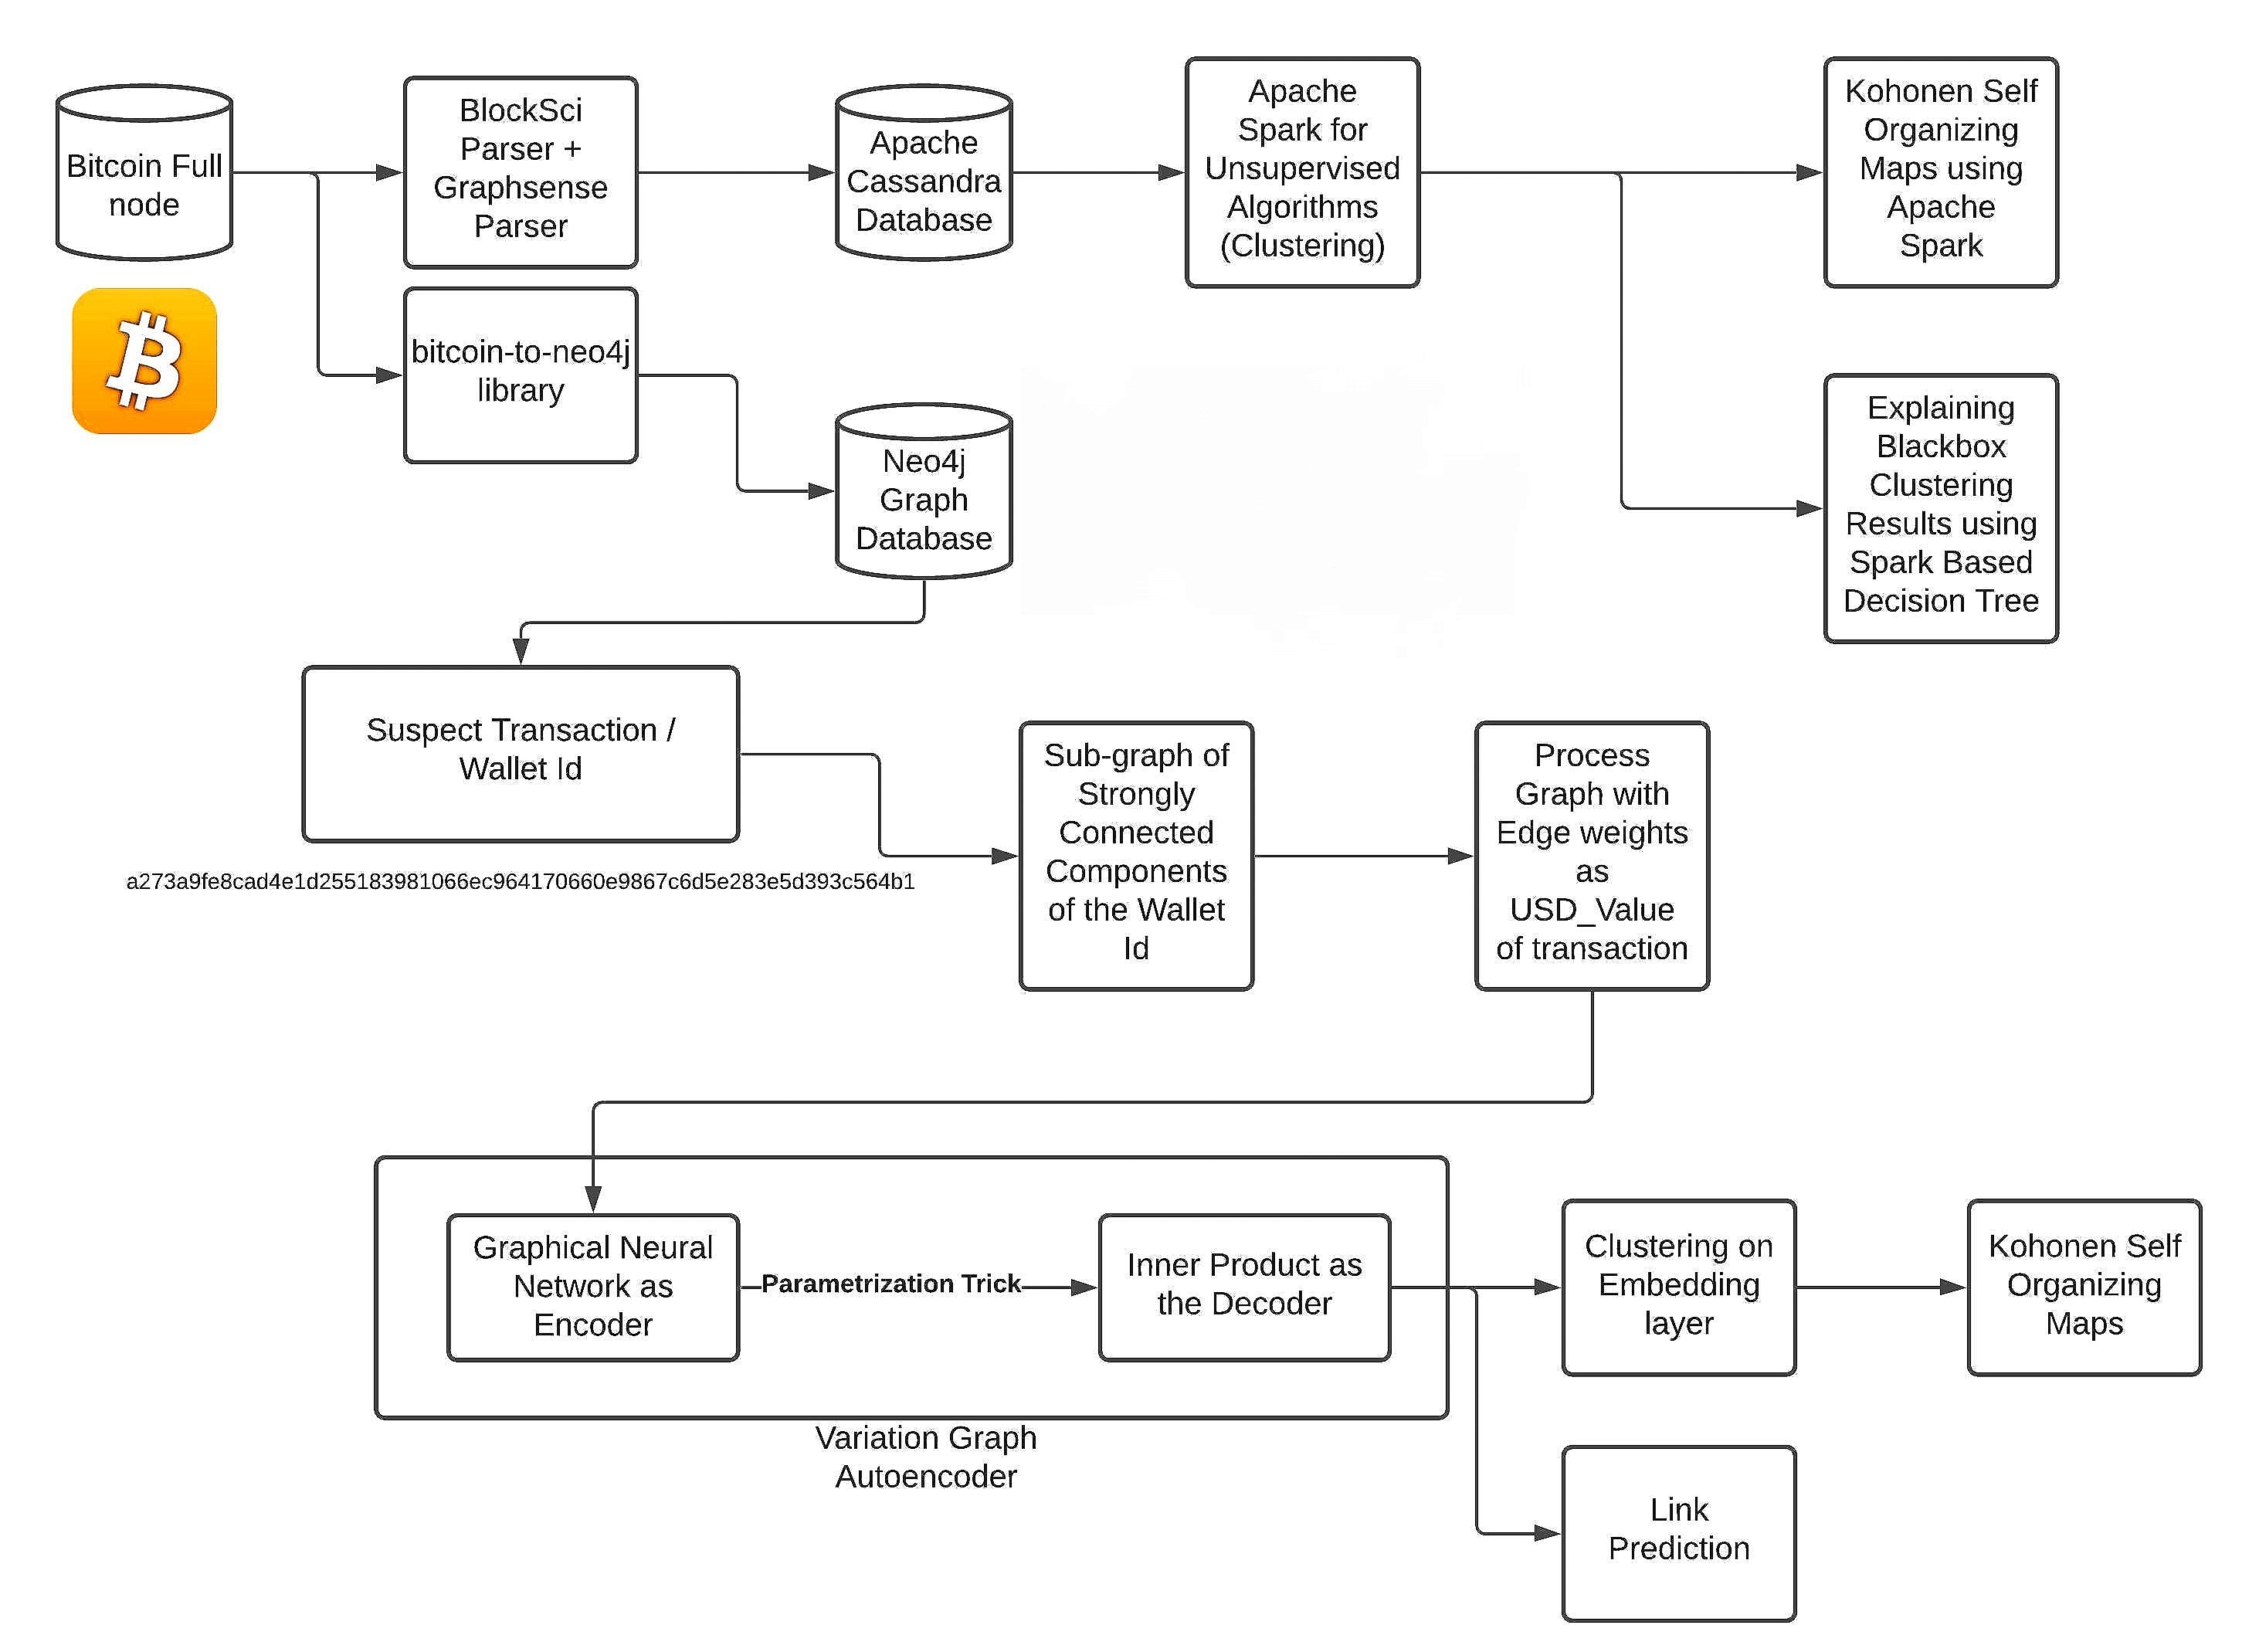 Bitcoin Full
node
BlockSci
Parser +
Graphsense
Parser
Apache
Cassandra
Database
Apache
Spark for
Unsupervised
Algorithms
(Clustering)
Kohonen Self
Organizing
Maps using
Apache
Spark
bitcoin-to-neo4j
library
Neo4j
Graph
Database
Explaining
Blackbox
Clustering
Results using
Spark Based
Decision Tree
Suspect Transaction /
Wallet Id
a273a9fe8cad4e1d255183981066ec964170660e9867c6d5e283e5d393c564b1
Sub-graph of
Strongly
Connected
Components
of the Wallet
Id
Process
Graph with
Edge weights
as
USD_Value
of transaction
Graphical Neural
Network as
Encoder
Parametrization Trick
Inner Product as
the Decoder
Variation Graph
Autoencoder
Clustering on
Embedding
layer
Kohonen Self
Organizing
Maps
Link
Prediction